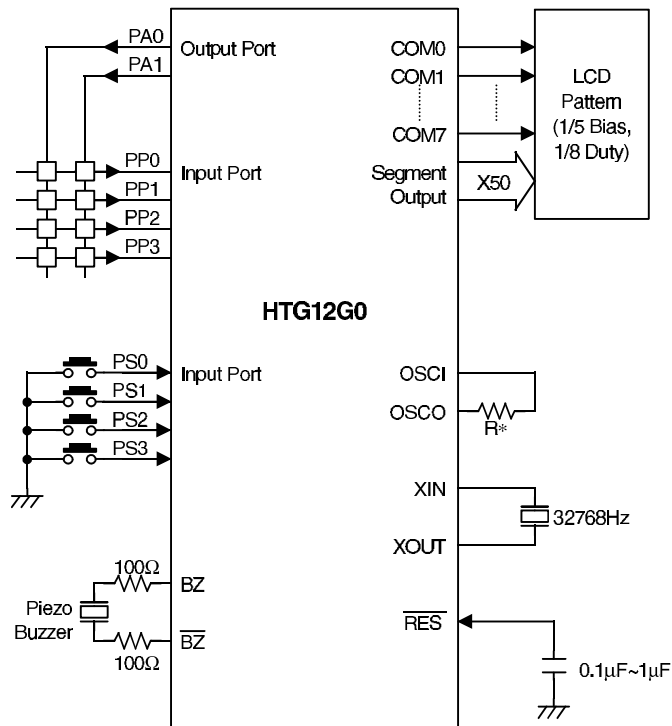 PA0
Output Port
COM0
PA1
COM1
LCD
Pattern
(1/5 Bias,
1/8 Duty)
COM7
PP0
Input Port
Segment
Output
X50
PP1
PP2
PP3
HTG12G0
PS0
Input Port
OSCI
PS1
OSCO
PS2
R*
PS3
XIN
32768Hz
XOUT
100Ω
BZ
Piezo
Buzzer
RES
BZ
100Ω
0.1µF~1µF